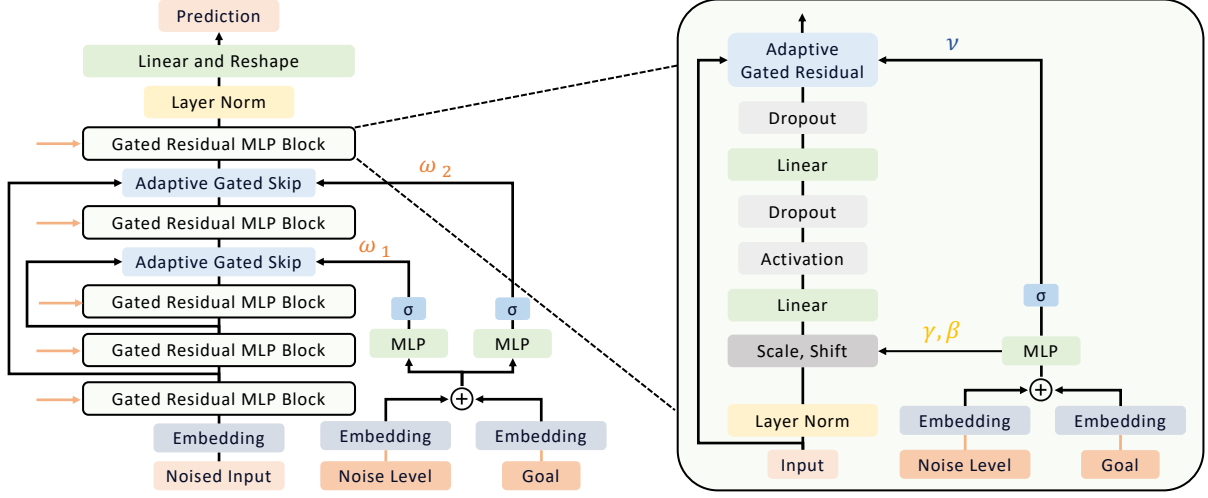 Prediction
Linear and Reshape
Layer Norm
Gated Residual MLP Block
Adaptive Gated Skip
ω 2
Gated Residual MLP Block
Adaptive Gated Skip
ω 1
Gated Residual MLP Block
σ
σ
Gated Residual MLP Block
MLP
MLP
Gated Residual MLP Block
+
Embedding
Embedding
Embedding
Noised Input
Noise Level
Goal
Adaptive
Gated Residual
ν
Dropout
Linear
Dropout
Activation
Linear
σ
Scale, Shift
γ, β
MLP
+
Layer Norm
Embedding
Embedding
Input
Noise Level
Goal